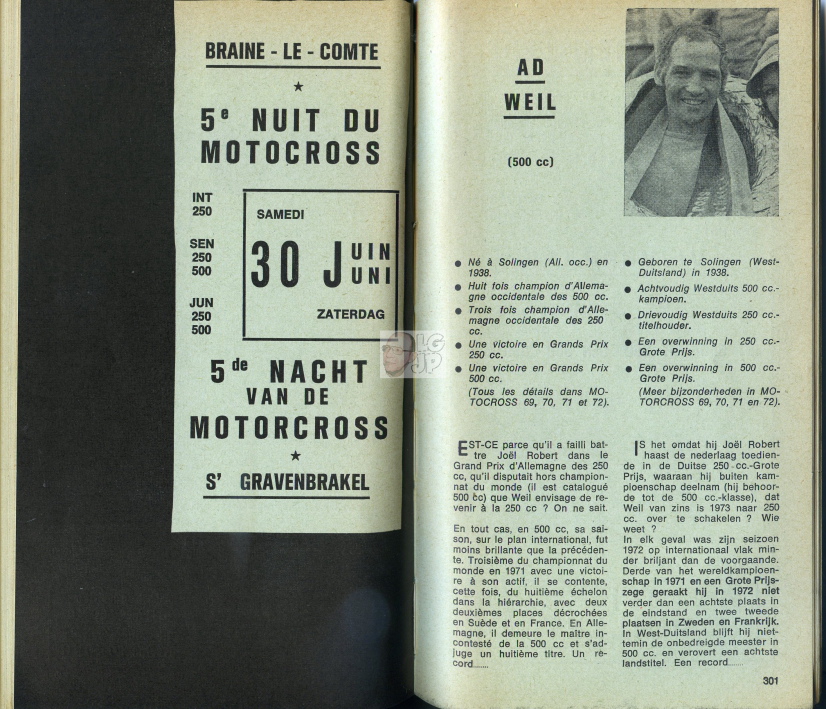 BRAINE - LE - COMTE
★
5e NUIT DU
MOTOCROSS
INT
250
SEN
250
500
JUN
250
500
SAMEDI
30 JUIN
JUNI
ZATERDAG
5de NACHT
VAN DE
MOTORCROSS
★
S' GRAVENBRAKEL
LG
JP
AD
WEIL
(500 cc)
● Né à Solingen (All. occ.) en
1938.
● Huit fois champion d'Allema-
gne occidentale des 500 cc.
● Trois fois champion d'Alle-
magne occidentale des 250
cc.
● Une victoire en Grands Prix
250 cc.
● Une victoire en Grands Prix
500 cc.
(Tous les détails dans MO-
TOCROSS 69, 70, 71 et 72).
● Geboren te Solingen (West-
Duitsland) in 1938.
● Achtvoudig Westduits 500 cc.-
kampioen.
● Drievoudig Westduits 250 cc.-
titelhouder.
● Een overwinning in 250 cc.-
Grote Prijs.
● Een overwinning in 500 cc.-
Grote Prijs.
(Meer bijzonderheden in MO-
TORCROSS 69, 70, 71 en 72).
EST-CE parce qu'il a failli bat-
tre Joël Robert dans le
Grand Prix d'Allemagne des 250
cc, qu'il disputait hors champion-
nat du monde (il est catalogué
500 cc) que Weil envisage de re-
venir à la 250 cc ? On ne sait.
En tout cas, en 500 cc, sa sai-
son, sur le plan international, fut
moins brillante que la précéden-
te. Troisième du championnat du
monde en 1971 avec une victoi-
re à son actif, il se contente,
cette fois, du huitième échelon
dans la hiérarchie, avec deux
deuxièmes places décrochées
en Suède et en France. En Alle-
magne, il demeure le maître in-
contesté de la 500 cc et s'ad-
juge un huitième titre. Un re-
cord......
IS het omdat hij Joël Robert
haast de nederlaag toedien-
de in de Duitse 250 cc.-Grote
Prijs, waaraan hij buiten kam-
pioenschap deelnam (hij behoor-
de tot de 500 cc.-klasse), dat
Weil van zins is 1973 naar 250
cc. over te schakelen ? Wie
weet ?
In elk geval was zijn seizoen
1972 op internationaal vlak min-
der briljant dan de voorgaande.
Derde van het wereldkampioen-
schap in 1971 en een Grote Prijs-
zege geraakt hij in 1972 niet
verder dan een achtste plaats in
de eindstand en twee tweede
plaatsen in Zweden en Frankrijk.
In West-Duitsland blijft hij niet-
temin de onbedreigde meester in
500 cc. en verovert een achtste
landstitel. Een record......
301